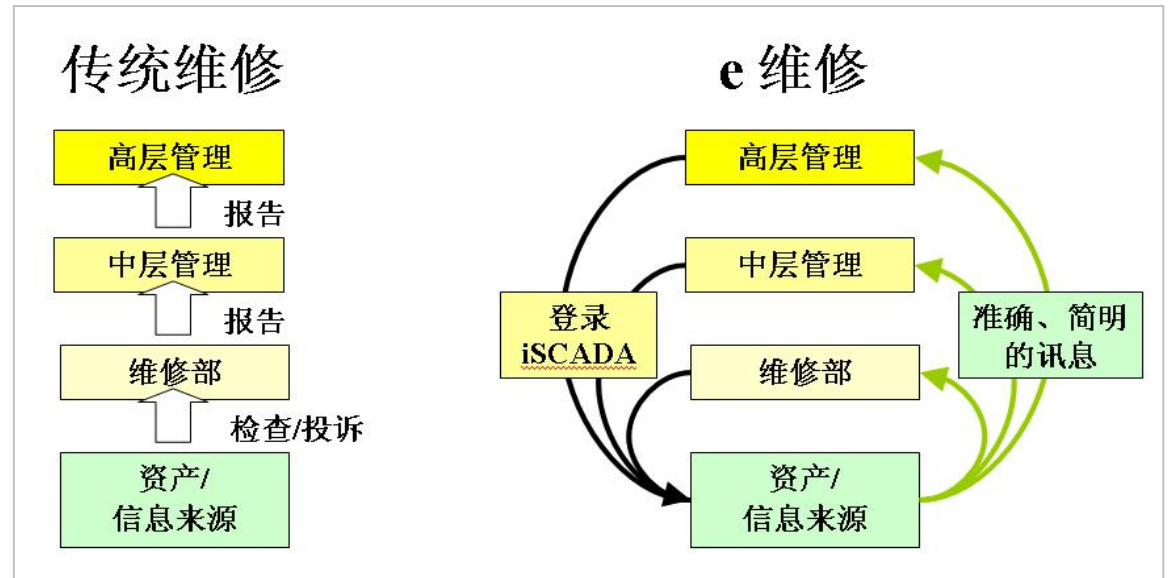 传统维修
高层管理
报告
中层管理
报告
维修部
检查/投诉
资产/
信息来源
e 维修
高层管理
中层管理
登录
iSCADA
准确、简明
的讯息
维修部
资产/
信息来源